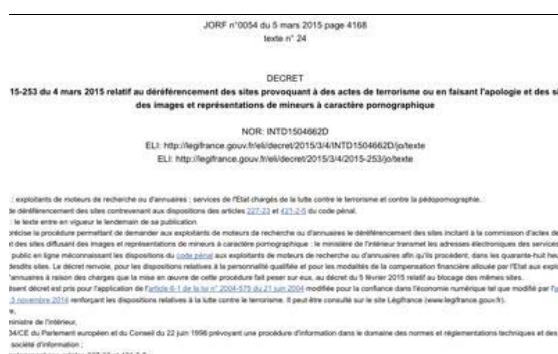 JORF n°0054 du 5 mars 2015 page 4168
texte n° 24
DECRET
15-253 du 4 mars 2015 relatif au déréférencement des sites provoquant à des actes de terrorisme ou en faisant l'apologie et des si
des images et représentations de mineurs à caractère pornographique
NOR: INTD1504662D
ELI: http://legifrance.gouv.fr/eli/decret/2015/3/4/INTD1504662D/jo/texte
ELI: http://legifrance.gouv.fr/eli/decret/2015/3/4/2015-253/jo/texte
: exploitants de moteurs de recherche ou d'annuaires ; services de l'Etat chargés de la lutte contre le terrorisme et contre la pédopornographie.
de déréférencement des sites contrevenant aux dispositions des articles 227-23 et 421-2-5 du code pénal.
: le texte entre en vigueur le lendemain de sa publication.
précise la procédure permettant de demander aux exploitants de moteurs de recherche ou d'annuaires le déréférencement des sites incitant à la commission d'actes de
t des sites diffusant des images et représentations de mineurs à caractère pornographique : le ministère de l'intérieur transmet les adresses électroniques des services
public en ligne méconnaissant les dispositions du code pénal aux exploitants de moteurs de recherche ou d'annuaires afin qu'ils procèdent, dans les quarante-huit heu
desdits sites. Le décret renvoie, pour les dispositions relatives à la personnalité qualifiée et pour les modalités de la compensation financière allouée par l'Etat aux explo
'annuaires à raison des charges que la mise en œuvre de cette procédure fait peser sur eux, au décret du 5 février 2015 relatif au blocage des mêmes sites.
ésent décret est pris pour l'application de l'article 6-1 de la loi n° 2004-575 du 21 juin 2004 modifiée pour la confiance dans l'économie numérique tel que modifié par l'
3 novembre 2014 renforçant les dispositions relatives à la lutte contre le terrorisme. Il peut être consulté sur le site Légifrance (www.legifrance.gouv.fr).
e,
ministre de l'intérieur,
34/CE du Parlement européen et du Conseil du 22 juin 1998 prévoyant une procédure d'information dans le domaine des normes et réglementations techniques et des
société d'information ;